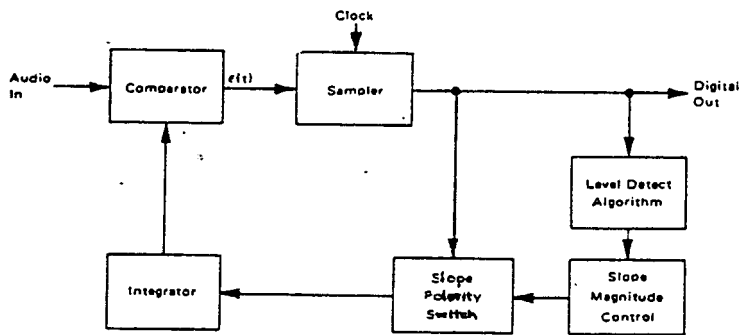 Clock
Audio
In
Comparator
e(t)
Sampler
Digital
Out
Level Detect
Algorithm
Integrator
Slope
Polarity
Switch
Slope
Magnitude
Control